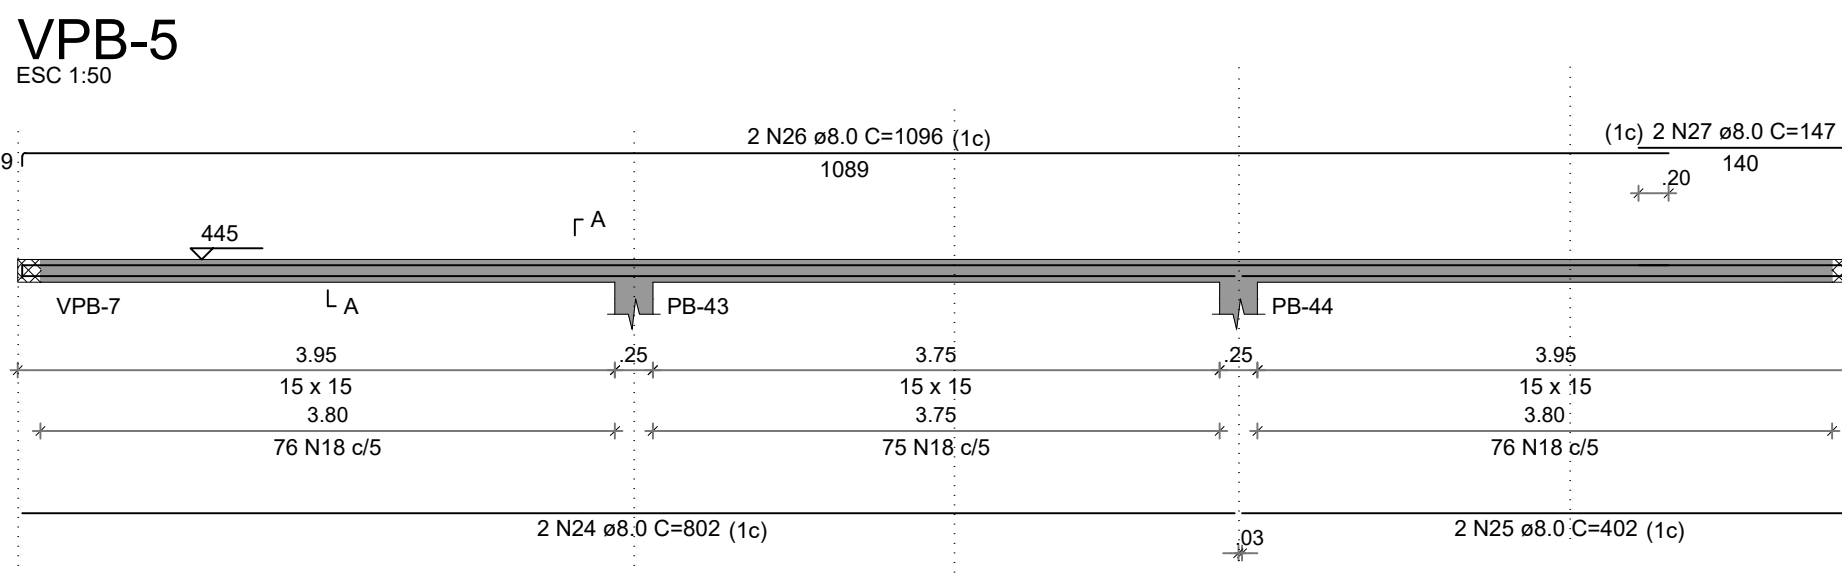 VPB-5
ESC 1:50
2 N26 ø8.0 C=1096 (1c)
(1c) 2 N27 ø8.0 C=147
9
1089
140
.20
A
445
VPB-7
A
PB-43
PB-44
3.95
.25
3.75
.25
3.95
15 x 15
15 x 15
15 x 15
3.80
3.75
3.80
76 N18 c/5
75 N18 c/5
76 N18 c/5
2 N24 ø8.0 C=802 (1c)
2 N25 ø8.0 C=402 (1c)
.03